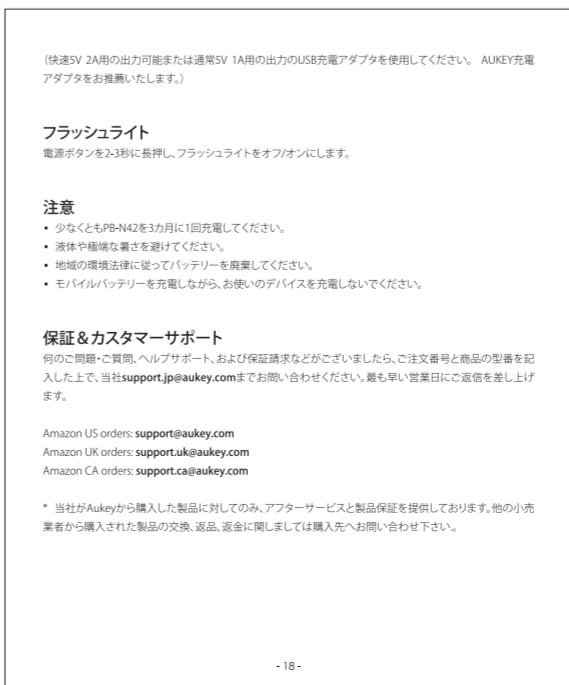 （快速5V 2A用の出力可能または通常5V 1A用の出力のUSB充電アダプタを使用してください。 AUKEY充電
アダプタをお推薦いたします。）
フラッシュライト
電源ボタンを2-3秒に長押し、フラッシュライトをオフ/オンにします。
注意
• 少なくともPB-N42を3カ月に1回充電してください。
• 液体や極端な暑さを避けてください。
• 地域の環境法律に従ってバッテリーを廃棄してください。
• モバイルバッテリーを充電しながら、お使いのデバイスを充電しないでください。
保証＆カスタマーサポート
何のご問題・ご質問、ヘルプサポート、および保証請求などがございましたら、ご注文番号と商品の型番を記
入した上で、当社support.jp@aukey.comまでお問い合わせください。最も早い営業日にご返信を差し上げ
ます。
Amazon US orders: support@aukey.com
Amazon UK orders: support.uk@aukey.com
Amazon CA orders: support.ca@aukey.com
* 当社がAukeyから購入した製品に対してのみ、アフターサービスと製品保証を提供しております。他の小売
業者から購入された製品の交換、返品、返金に関しましては購入先へお問い合わせ下さい。
- 18 -